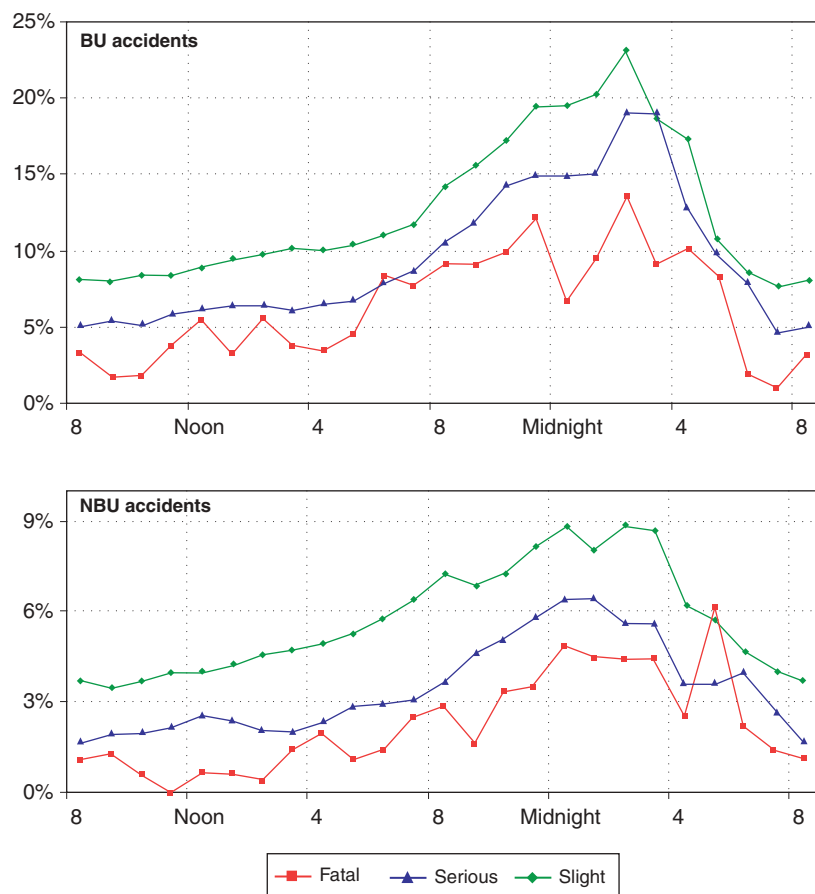 25%
BU accidents
20%
15%
10%
5%
0%
8 Noon 4 8 Midnight 4 8
NBU accidents
9%
6%
3%
0%
8 Noon 4 8 Midnight 4 8
Fatal Serious Slight